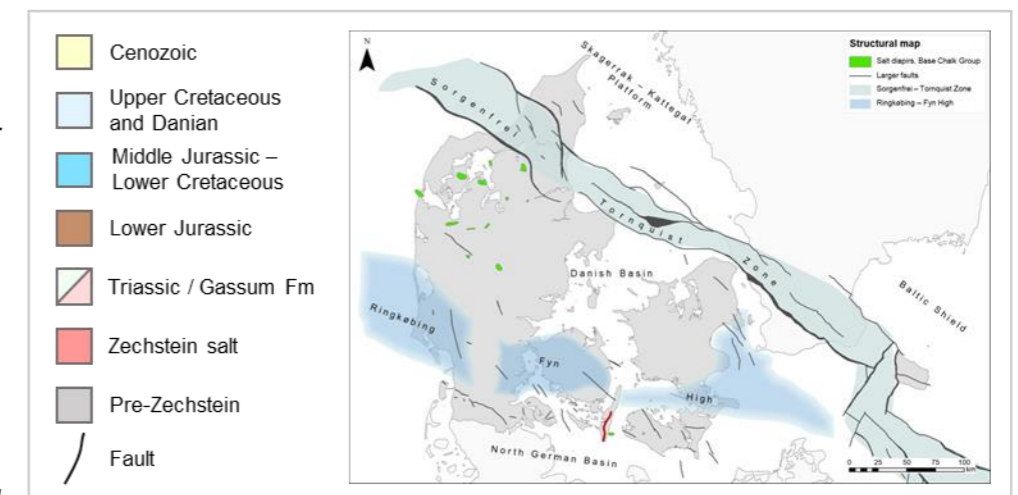 Cenozoic
Upper Cretaceous
and Danian
Middle Jurassic –
Lower Cretaceous
Lower Jurassic
Triassic / Gassum Fm
Zechstein salt
Pre-Zechstein
Fault
N
Structural map
Salt diapirs. Base Chalk Group
Larger faults
Sorgenfrei – Tornquist Zone
Ringkøbing – Fyn High
Skagerrak – Kattegat
Platform
Sorgenfrei -
Tornquist
Zone
Danish Basin
Baltic Shield
Ringkøbing
Fyn
High
North German Basin
0 25 50 75 100
km